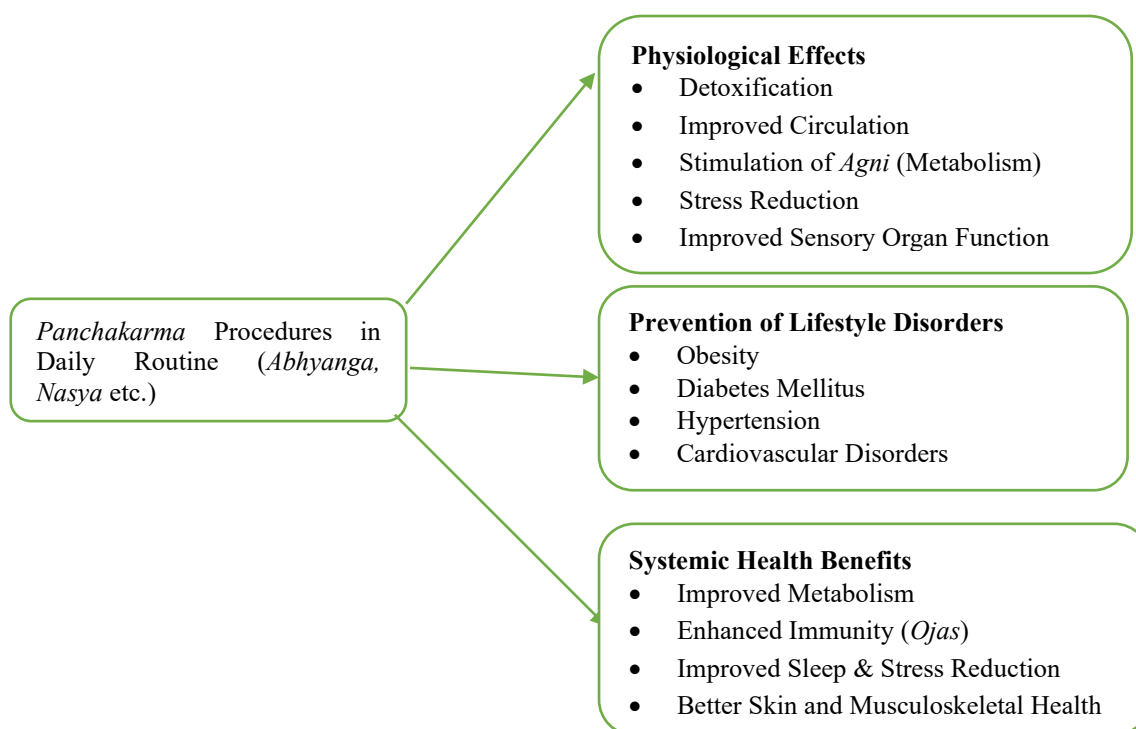 Panchakarma Procedures in
Daily Routine (Abhyanga,
Nasya etc.)
Physiological Effects
• Detoxification
• Improved Circulation
• Stimulation of Agni (Metabolism)
• Stress Reduction
• Improved Sensory Organ Function
Prevention of Lifestyle Disorders
• Obesity
• Diabetes Mellitus
• Hypertension
• Cardiovascular Disorders
Systemic Health Benefits
• Improved Metabolism
• Enhanced Immunity (Ojas)
• Improved Sleep & Stress Reduction
• Better Skin and Musculoskeletal Health